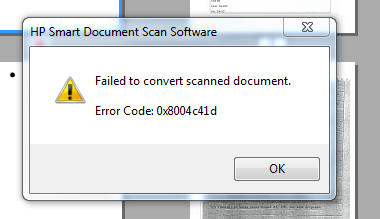 HP Smart Document Scan Software
Failed to convert scanned document.
Error Code: 0x8004c41d
OK